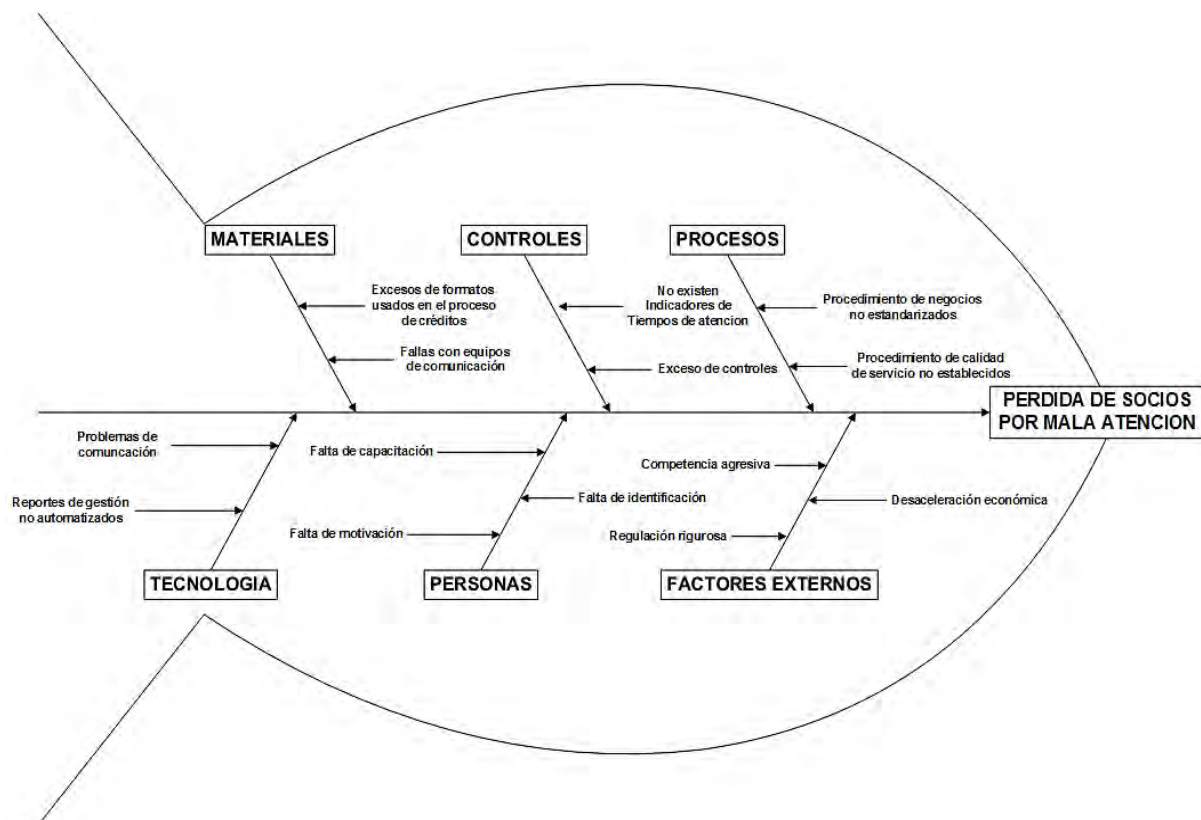 MATERIALES
CONTROLES
PROCESOS
Excesos de formatos
usados en el proceso
de créditos
Fallas con equipos
de comunicación
No existen
Indicadores de
Tiempos de atencion
Exceso de controles
Procedimiento de negocios
no estandarizados
Procedimiento de calidad
de servicio no establecidos
PERDIDA DE SOCIOS
POR MALA ATENCION
Problemas de
comuncación
Reportes de gestión
no automatizados
Falta de capacitación
Falta de identificación
Falta de motivación
Competencia agresiva
Desaceleración económica
Regulación rigurosa
TECNOLOGIA
PERSONAS
FACTORES EXTERNOS